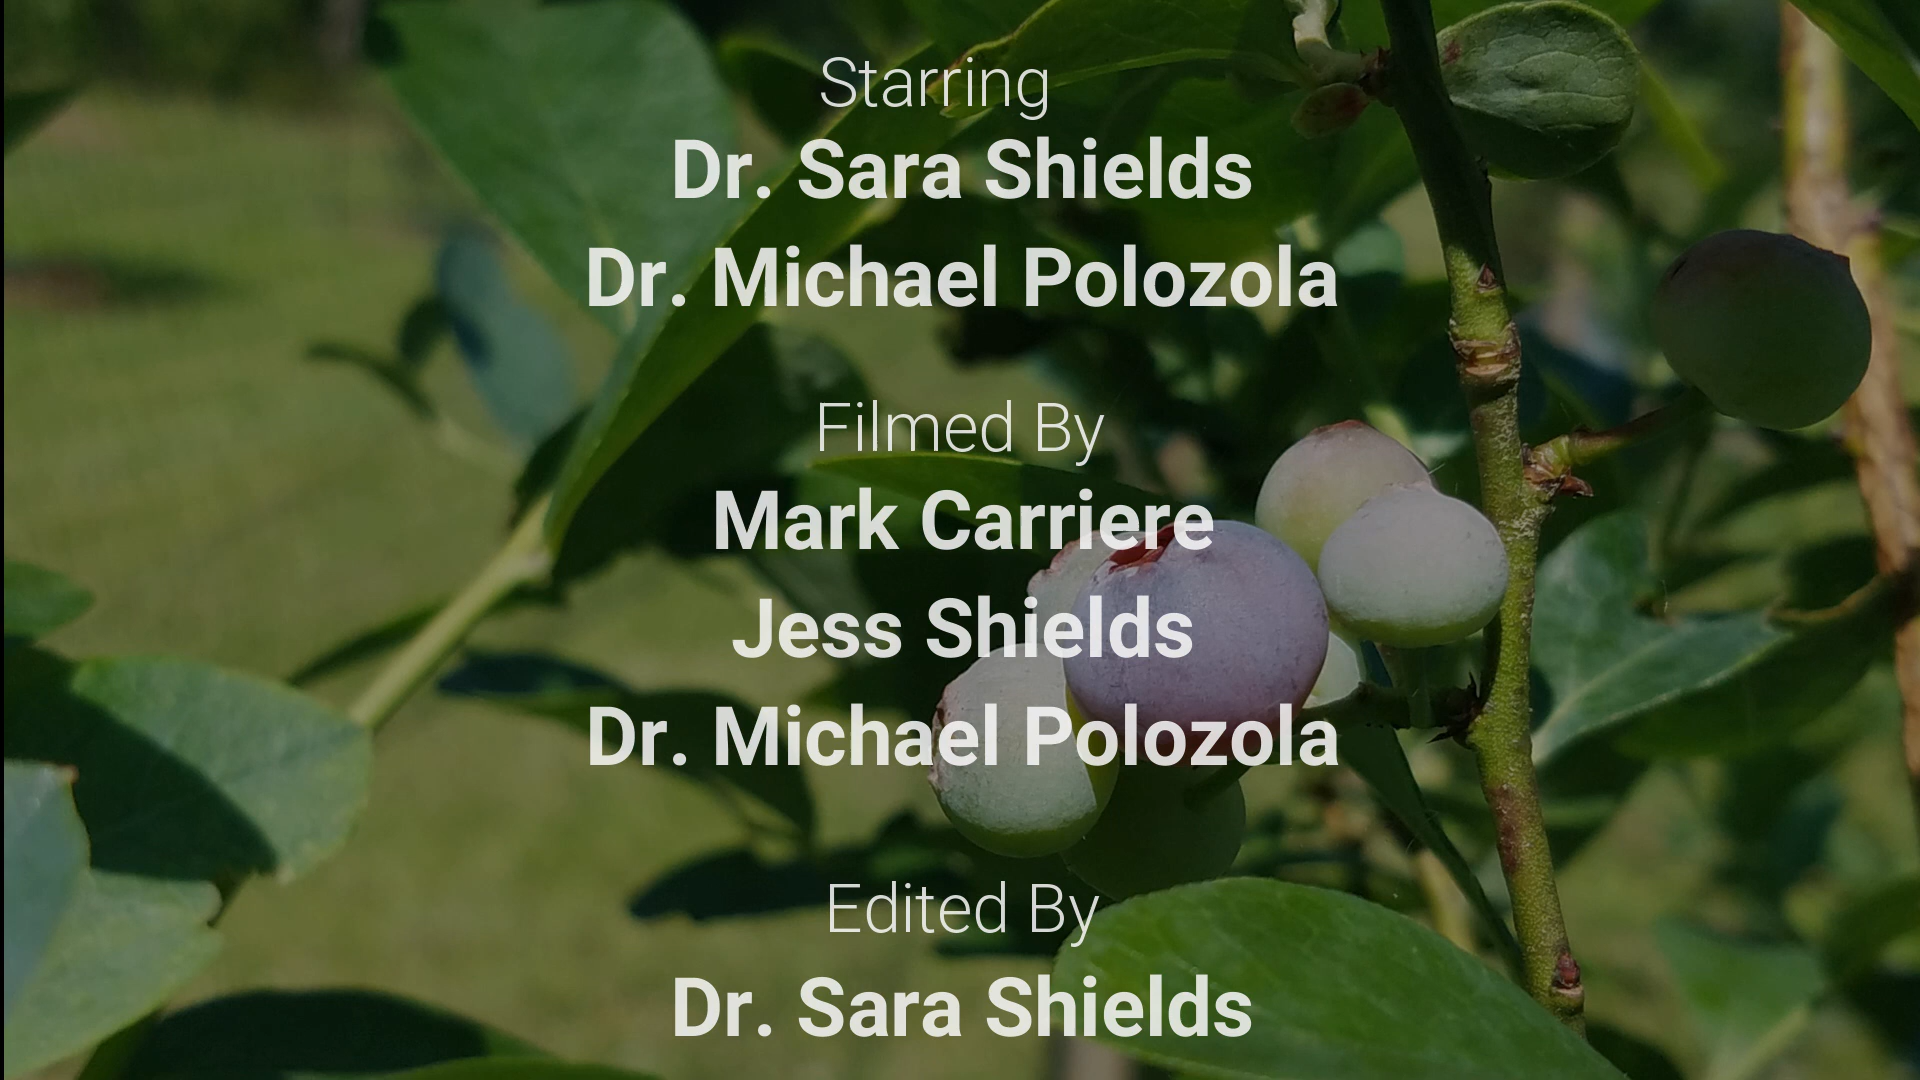 Starring
Dr. Sara Shields
Dr. Michael Polozola
Filmed By
Mark Carriere
Jess Shields
Dr. Michael Polozola
Edited By
Dr. Sara Shields